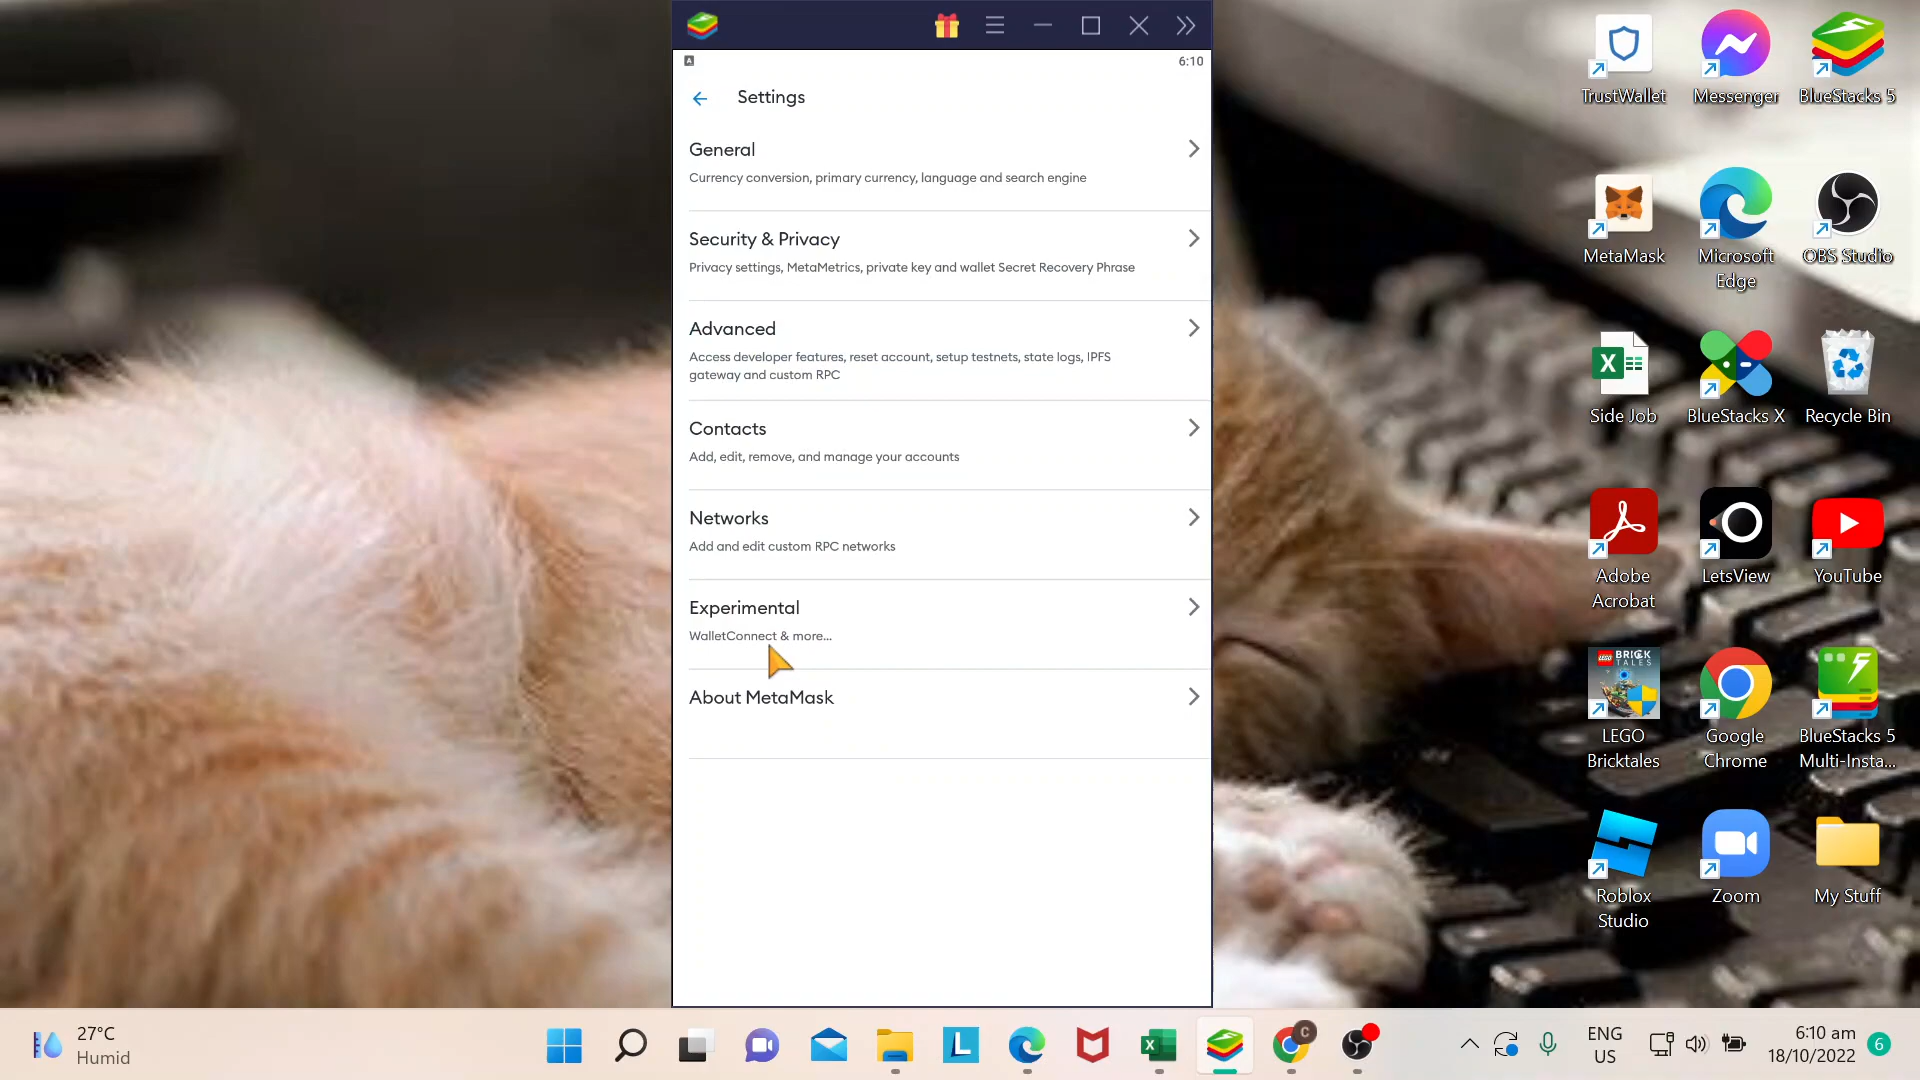 6:10
Settings
General
Currency conversion, primary currency, language and search engine
Security & Privacy
Privacy settings, MetaMetrics, private key and wallet Secret Recovery Phrase
Advanced
Access developer features, reset account, setup testnets, state logs, IPFS
gateway and custom RPC
Contacts
Add, edit, remove, and manage your accounts
Networks
Add and edit custom RPC networks
Experimental
WalletConnect & more...
About MetaMask
TrustWallet
Messenger
BlueStacks 5
MetaMask
Microsoft
Edge
OBS Studio
Side Job
BlueStacks X
Recycle Bin
Adobe
Acrobat
LetsView
YouTube
LEGO
Bricktales
Google
Chrome
BlueStacks 5
Multi-Insta...
Roblox
Studio
Zoom
My Stuff
27°C
Humid
C
ENG
US
6:10 am
18/10/2022
6